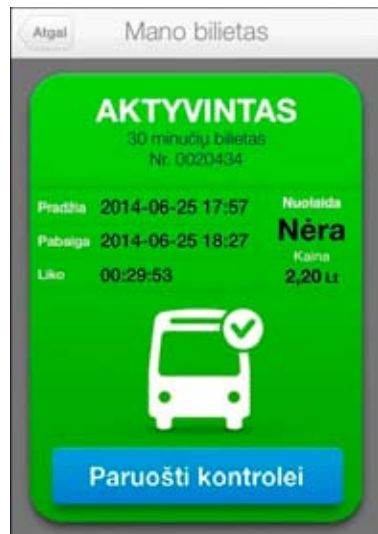 Atgal
Mano bilietas
AKTYVINTAS
30 minučių bilietas
Nr. 0020434
Pradžia 2014-06-25 17:57
Nuolaida
Pabaiga 2014-06-25 18:27
Nėra
Kaina
Liko 00:29:53
2,20 Lt
Paruošti kontrolei